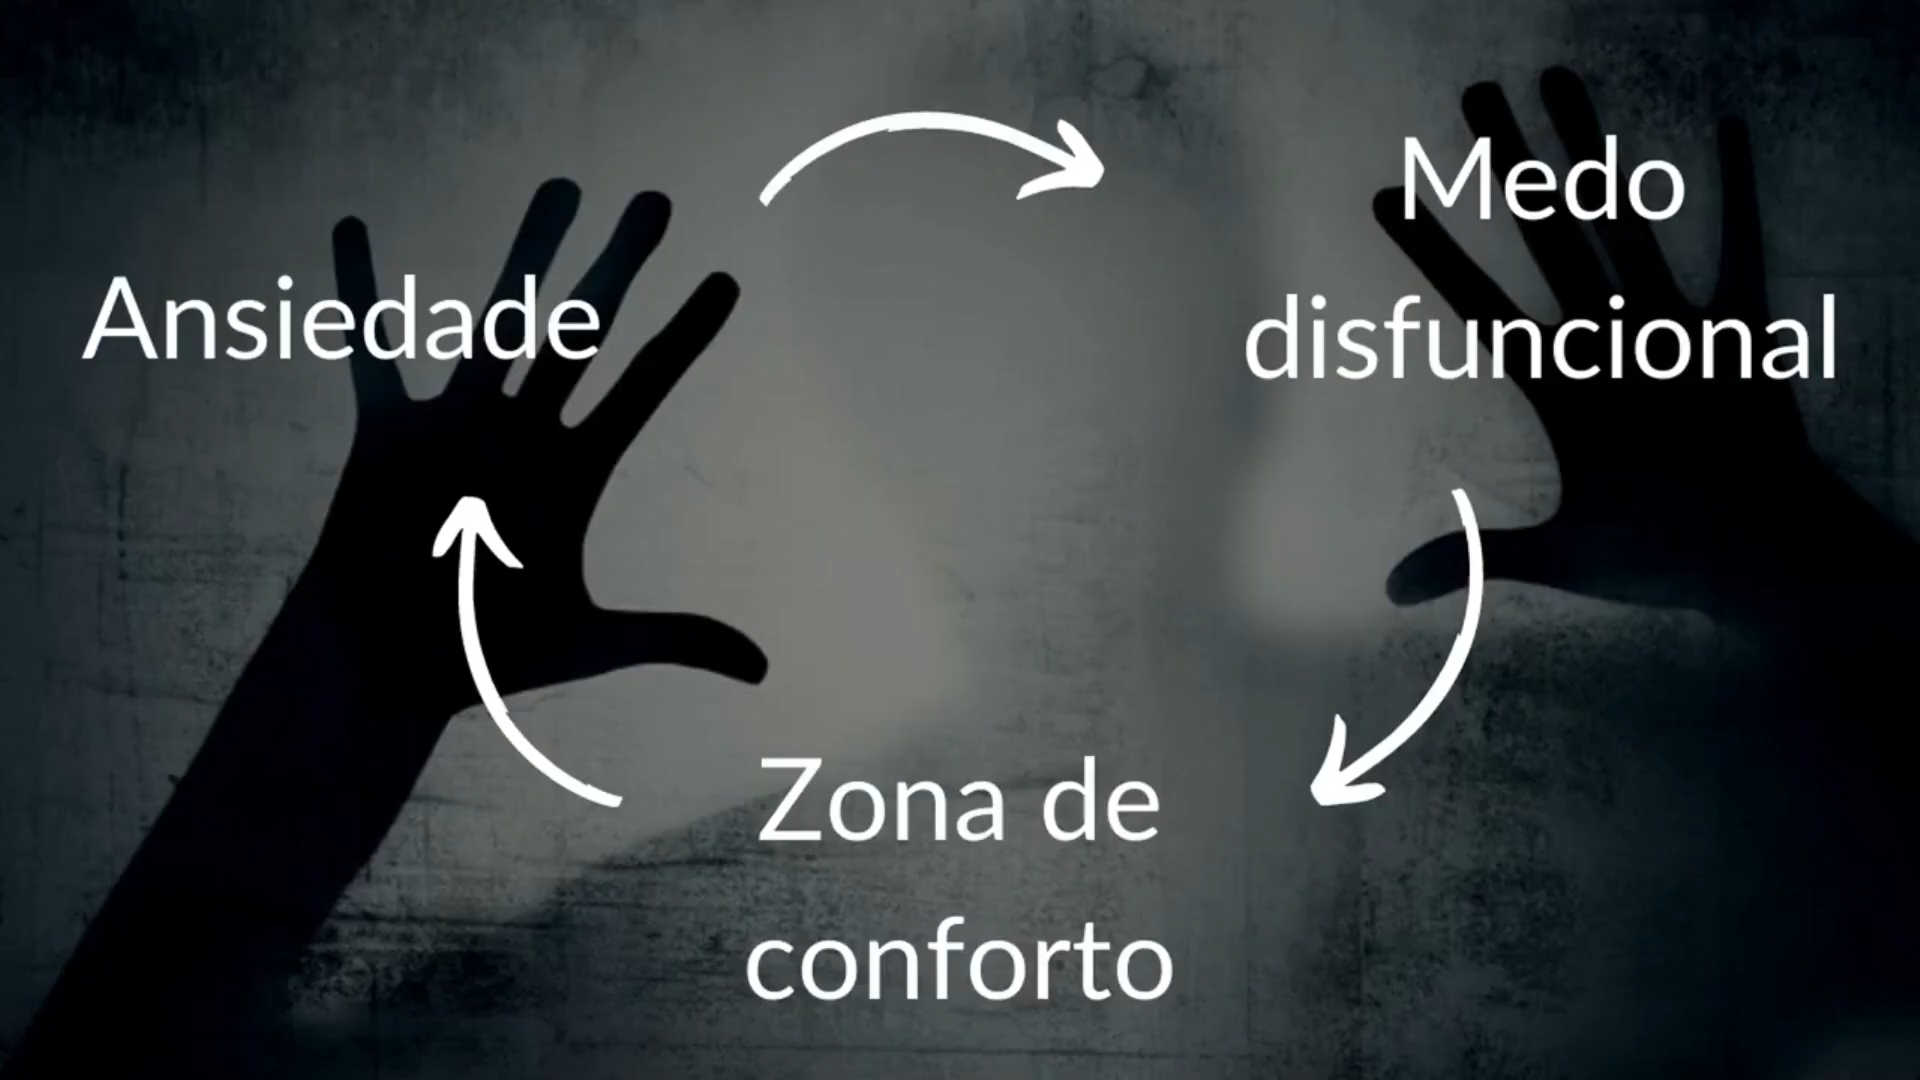 Ansiedade
Medo
disfuncional
Zona de
conforto